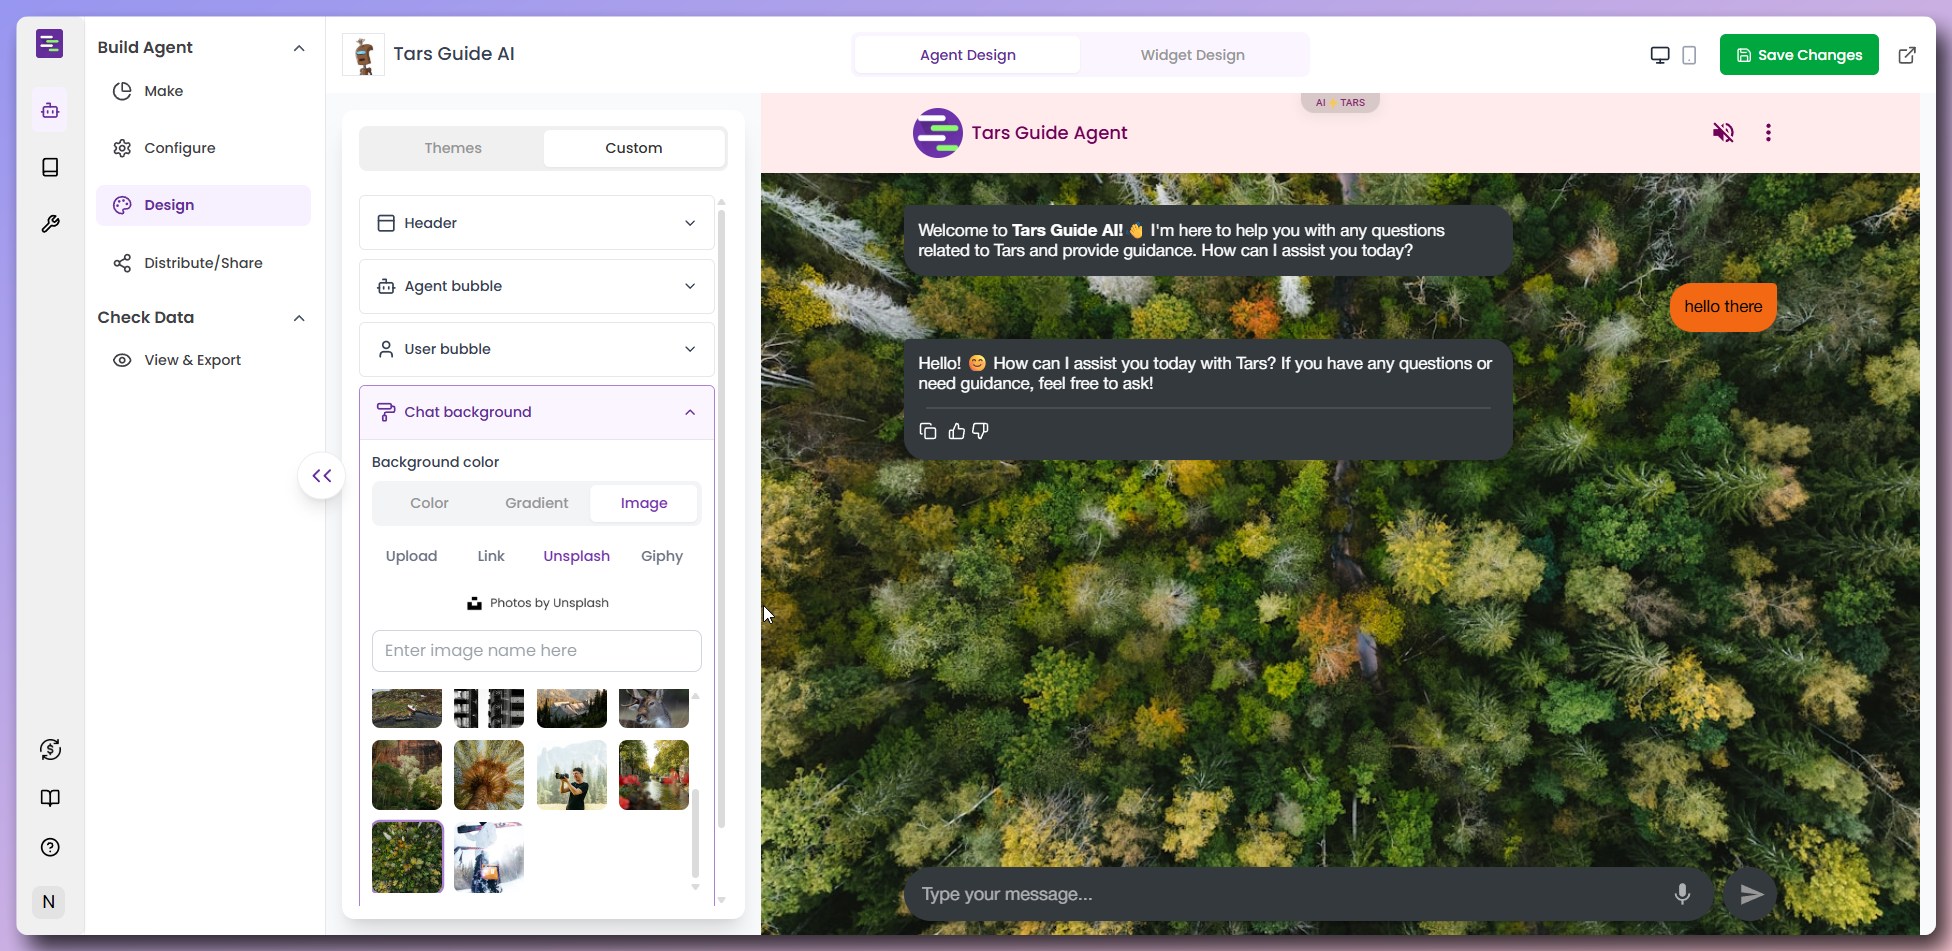 Build Agent
Make
Configure
Design
Distribute/Share
Check Data
View & Export
N
Tars Guide AI
Agent Design
Widget Design
Save Changes
Themes
Custom
Header
Agent bubble
User bubble
Chat background
Background color
Color
Gradient
Image
Upload
Link
Unsplash
Giphy
Photos by Unsplash
Enter image name here
AI ⚡ TARS
Tars Guide Agent
Welcome to Tars Guide AI! 👋 I'm here to help you with any questions
related to Tars and provide guidance. How can I assist you today?
hello there
Hello! 😊 How can I assist you today with Tars? If you have any questions or
need guidance, feel free to ask!
Type your message...